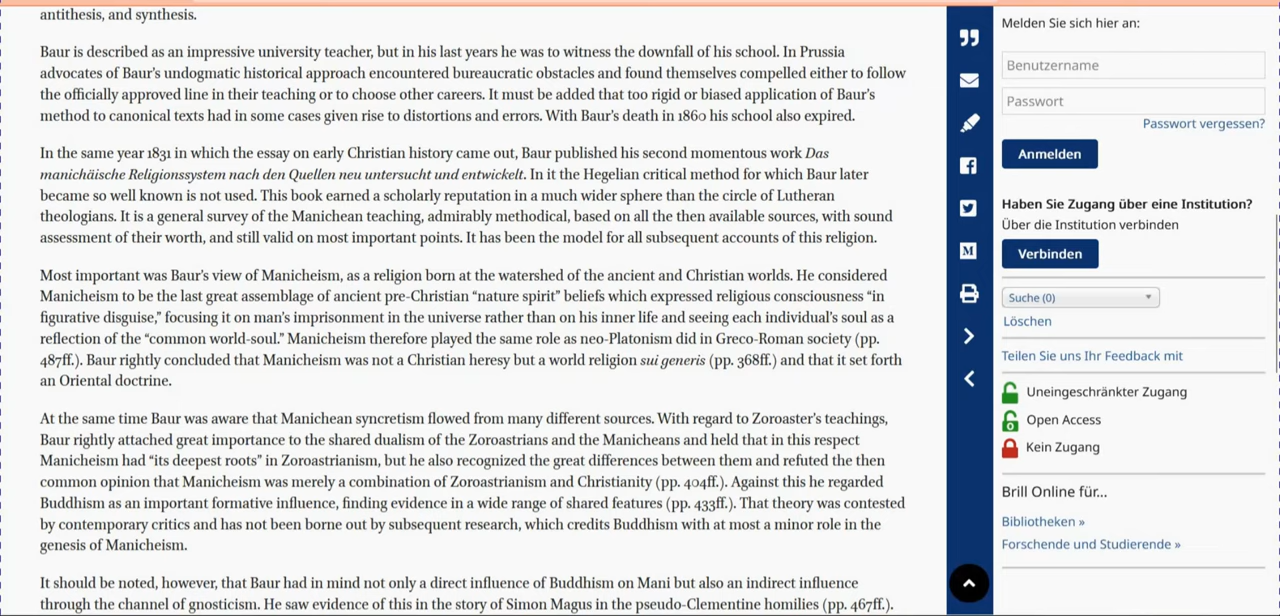 antithesis, and synthesis.
Baur is described as an impressive university teacher, but in his last years he was to witness the downfall of his school. In Prussia
advocates of Baur's undogmatic historical approach encountered bureaucratic obstacles and found themselves compelled either to follow
the officially approved line in their teaching or to choose other careers. It must be added that too rigid or biased application of Baur's
method to canonical texts had in some cases given rise to distortions and errors. With Baur's death in 1860 his school also expired.
In the same year 1831 in which the essay on early Christian history came out, Baur published his second momentous work Das
manichäische Religionssystem nach den Quellen neu untersucht und entwickelt. In it the Hegelian critical method for which Baur later
became so well known is not used. This book earned a scholarly reputation in a much wider sphere than the circle of Lutheran
theologians. It is a general survey of the Manichean teaching, admirably methodical, based on all the then available sources, with sound
assessment of their worth, and still valid on most important points. It has been the model for all subsequent accounts of this religion.
Most important was Baur's view of Manicheism, as a religion born at the watershed of the ancient and Christian worlds. He considered
Manicheism to be the last great assemblage of ancient pre-Christian “nature spirit” beliefs which expressed religious consciousness “in
figurative disguise,” focusing it on man's imprisonment in the universe rather than on his inner life and seeing each individual's soul as a
reflection of the “common world-soul.” Manicheism therefore played the same role as neo-Platonism did in Greco-Roman society (pp.
487ff.). Baur rightly concluded that Manicheism was not a Christian heresy but a world religion sui generis (pp. 368ff.) and that it set forth
an Oriental doctrine.
At the same time Baur was aware that Manichean syncretism flowed from many different sources. With regard to Zoroaster's teachings,
Baur rightly attached great importance to the shared dualism of the Zoroastrians and the Manicheans and held that in this respect
Manicheism had “its deepest roots” in Zoroastrianism, but he also recognized the great differences between them and refuted the then
common opinion that Manicheism was merely a combination of Zoroastrianism and Christianity (pp. 404ff.). Against this he regarded
Buddhism as an important formative influence, finding evidence in a wide range of shared features (pp. 433ff.). That theory was contested
by contemporary critics and has not been borne out by subsequent research, which credits Buddhism with at most a minor role in the
genesis of Manicheism.
It should be noted, however, that Baur had in mind not only a direct influence of Buddhism on Mani but also an indirect influence
through the channel of gnosticism. He saw evidence of this in the story of Simon Magus in the pseudo-Clementine homilies (pp. 467ff.).
Melden Sie sich hier an:
Benutzername
Passwort
Passwort vergessen?
Anmelden
Haben Sie Zugang über eine Institution?
Über die Institution verbinden
Verbinden
Suche (0)
Löschen
Teilen Sie uns Ihr Feedback mit
Uneingeschränkter Zugang
Open Access
Kein Zugang
Brill Online für...
Bibliotheken »
Forschende und Studierende »